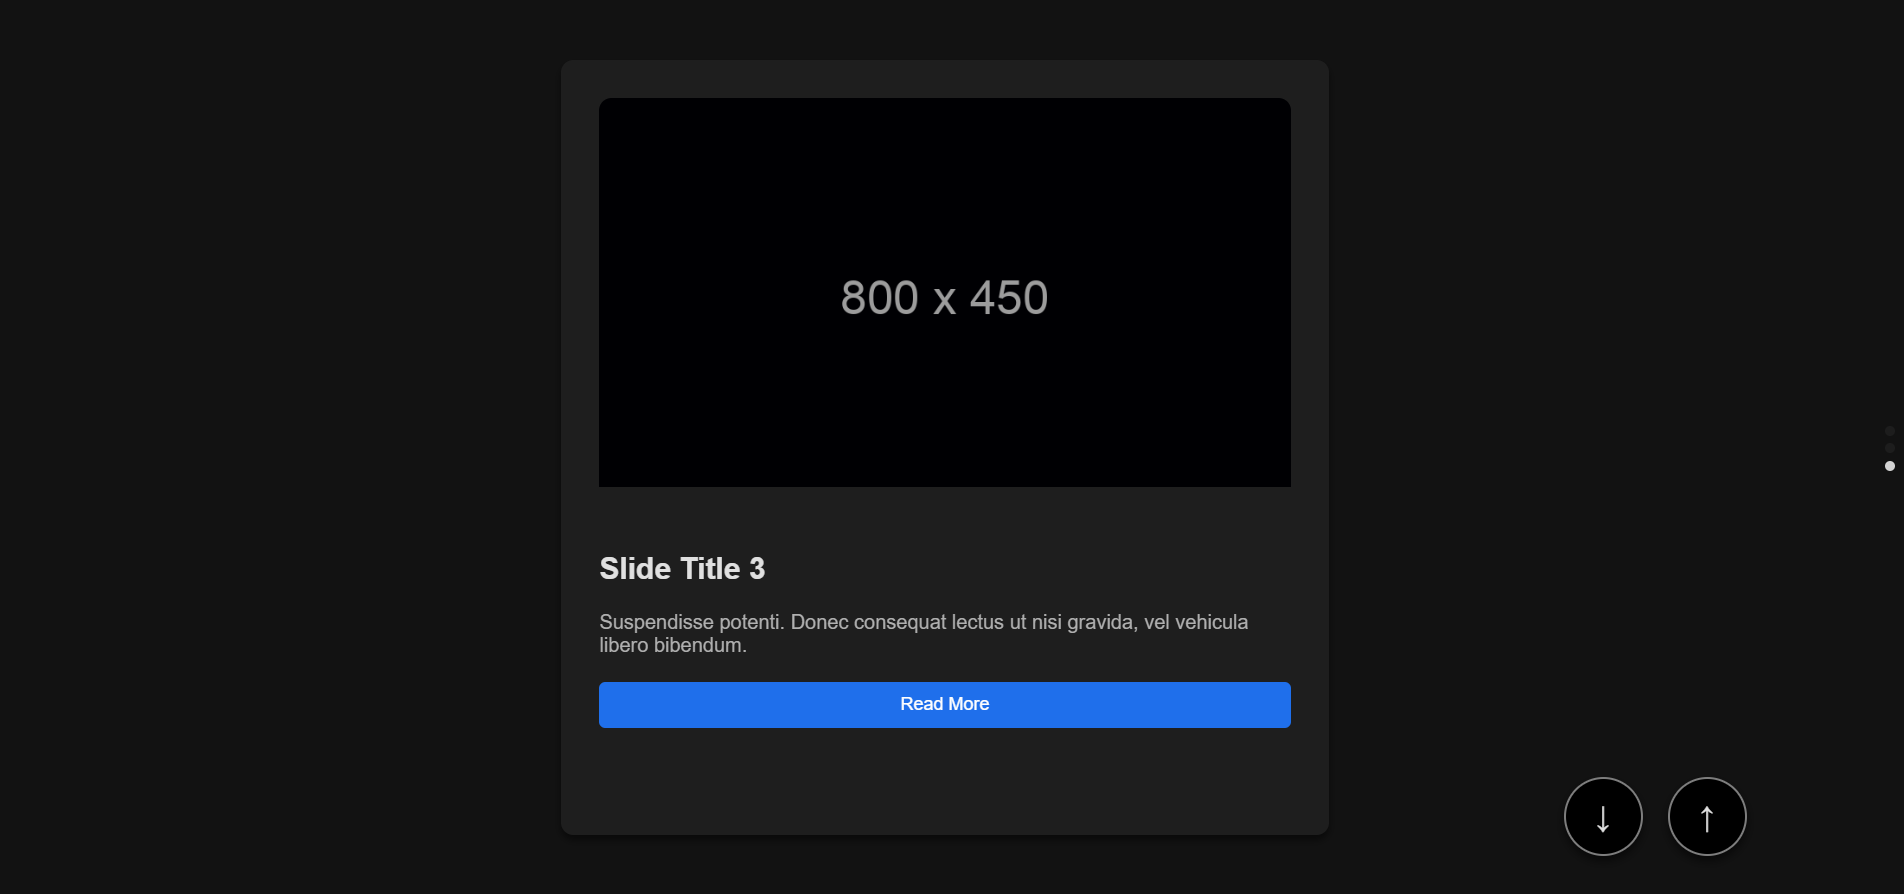 800 x 450
Slide Title 3
Suspendisse potenti. Donec consequat lectus ut nisi gravida, vel vehicula
libero bibendum.
Read More
↓ ↑